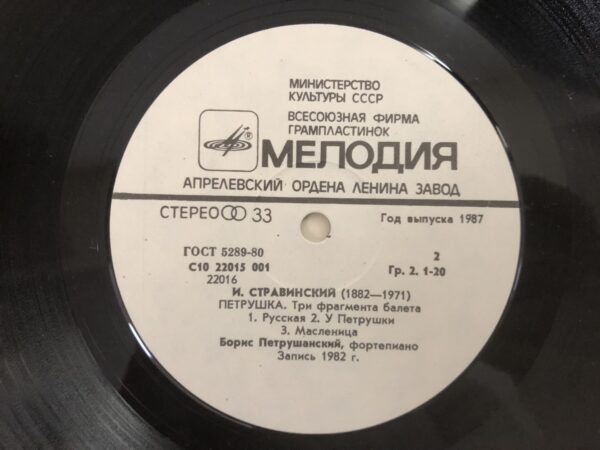 МИНИСТЕРСТВО
КУЛЬТУРЫ СССР
ВСЕСОЮЗНАЯ ФИРМА
ГРАМПЛАСТИНОК
® МЕЛОДИЯ
АПРЕЛЕВСКИЙ ОРДЕНА ЛЕНИНА ЗАВОД
СТЕРЕО 33 Год выпуска 1987
ГОСТ 5289-80 2
С10 22015 001 Гр. 2. 1-20
22016
И. СТРАВИНСКИЙ (1882—1971)
ПЕТРУШКА. Три фрагмента балета
1. Русская 2. У Петрушки
3. Масленица
Борис Петрушанский, фортепиано
Запись 1982 г.